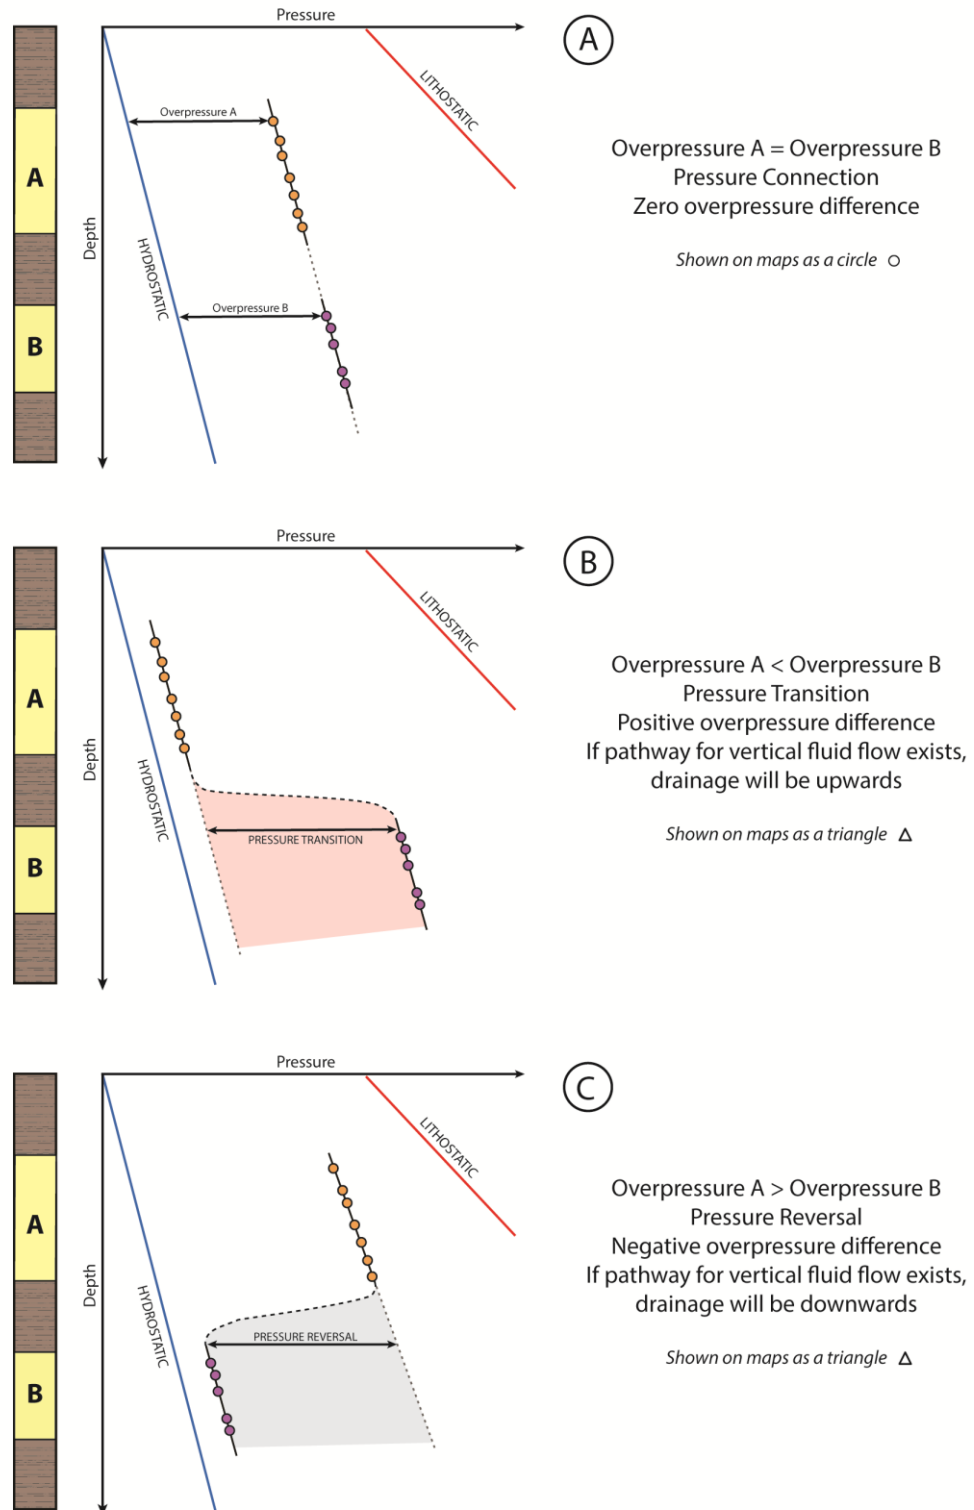 Pressure
A
Overpressure A = Overpressure B
Pressure Connection
Zero overpressure difference
Shown on maps as a circle
LITHOSTATIC
Overpressure A
A
Depth
HYDROSTATIC
Overpressure B
B
Pressure
B
Overpressure A < Overpressure B
Pressure Transition
Positive overpressure difference
If pathway for vertical fluid flow exists,
drainage will be upwards
Shown on maps as a triangle
LITHOSTATIC
A
Depth
HYDROSTATIC
PRESSURE TRANSITION
B
Pressure
C
Overpressure A > Overpressure B
Pressure Reversal
Negative overpressure difference
If pathway for vertical fluid flow exists,
drainage will be downwards
Shown on maps as a triangle
LITHOSTATIC
A
Depth
HYDROSTATIC
PRESSURE REVERSAL
B